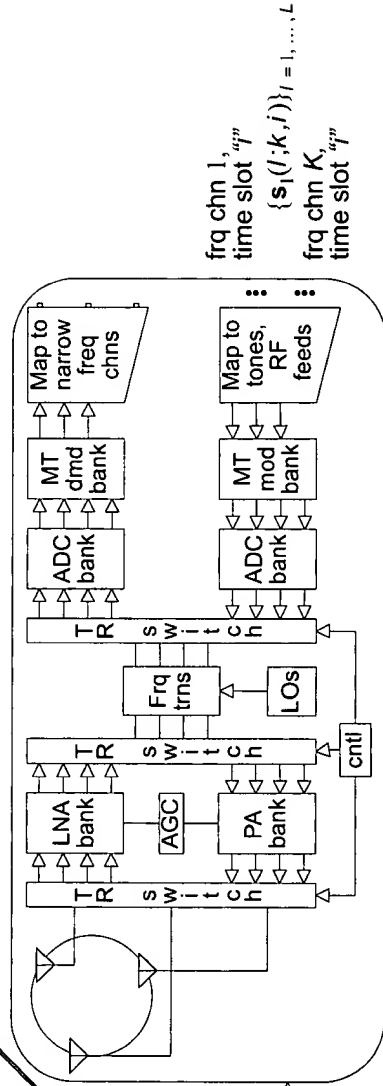 T R s w i t c h
LNA
bank
AGC
PA
bank
T R s w i t c h
Frq
trns
LOs
cntl
T R s w i t c h
ADC
bank
MT
dmd
bank
Map to
narrow
freq
chns
ADC
bank
MT
mod
bank
Map to
tones,
RF
feeds
frq chn 1,
time slot “i”
{s₁(l;k,i)}l = 1, …, L
frq chn K,
time slot “i”